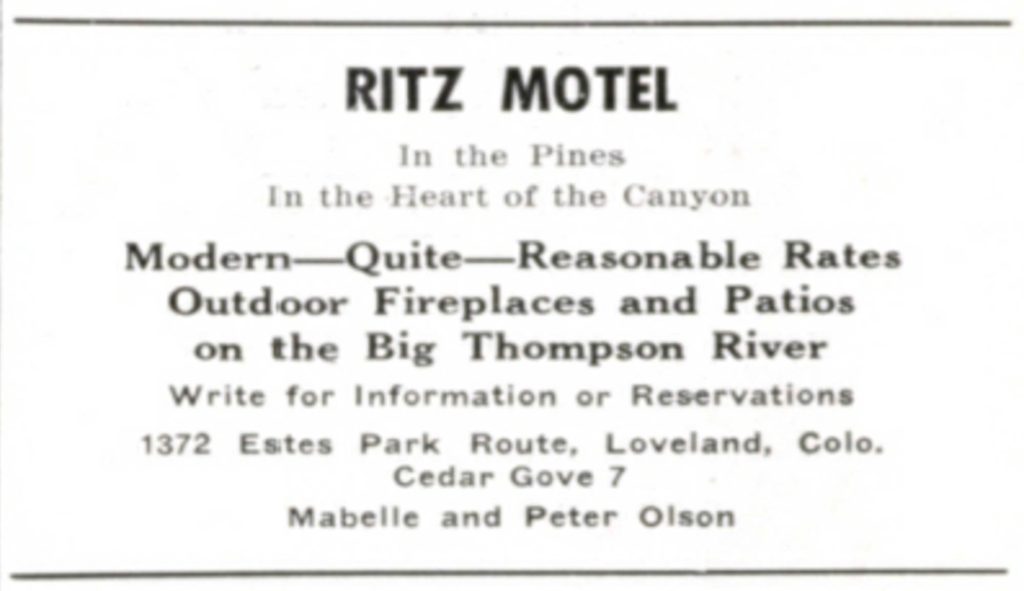 RITZ MOTEL
In the Pines
In the Heart of the Canyon
Modern—Quite—Reasonable Rates
Outdoor Fireplaces and Patios
on the Big Thompson River
Write for Information or Reservations
1372 Estes Park Route, Loveland, Colo.
Cedar Gove 7
Mabelle and Peter Olson